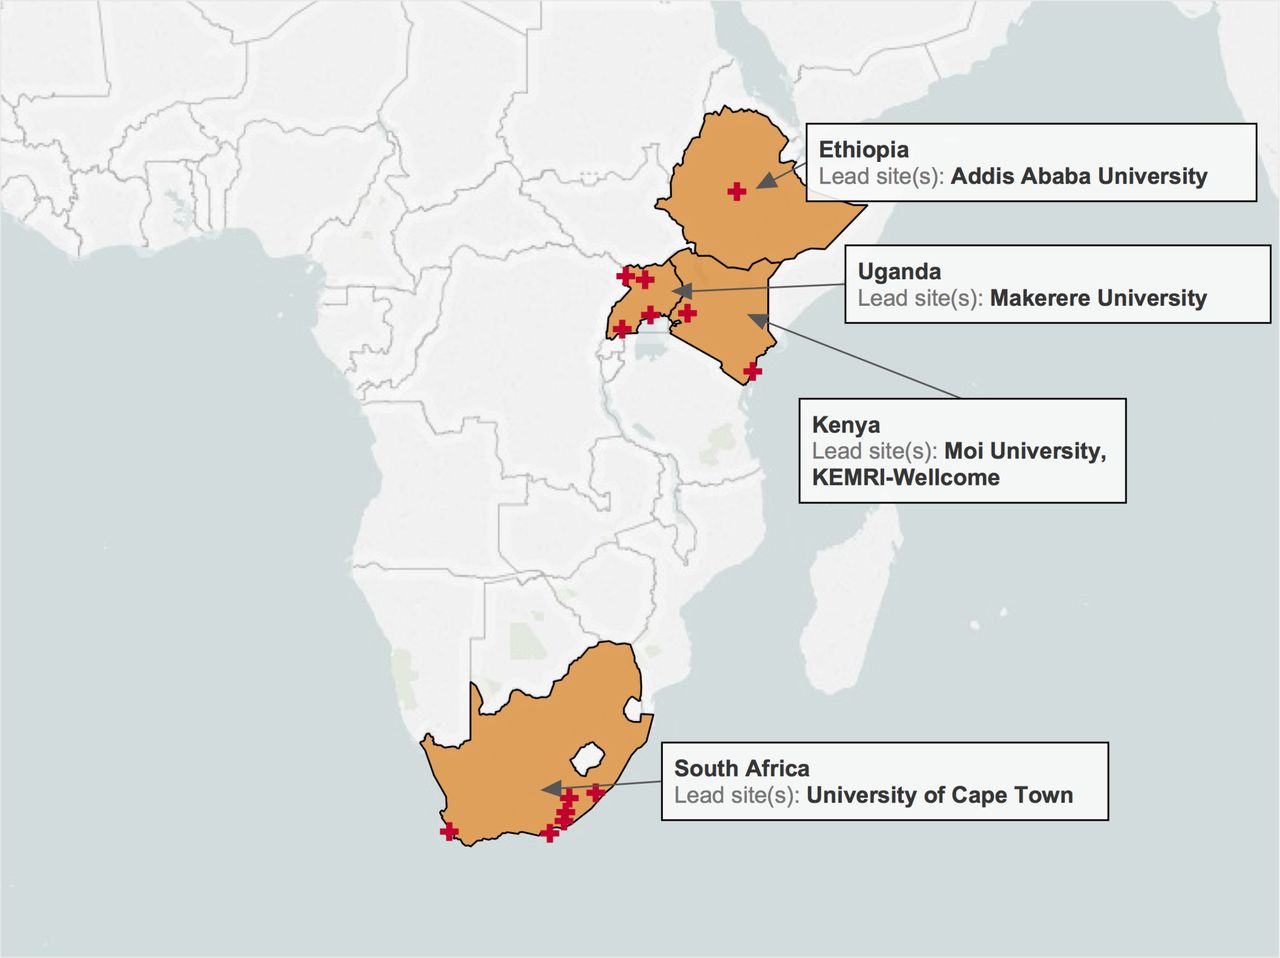 Ethiopia
Lead site(s): Addis Ababa University
Uganda
Lead site(s): Makerere University
Kenya
Lead site(s): Moi University,
KEMRI-Wellcome
South Africa
Lead site(s): University of Cape Town